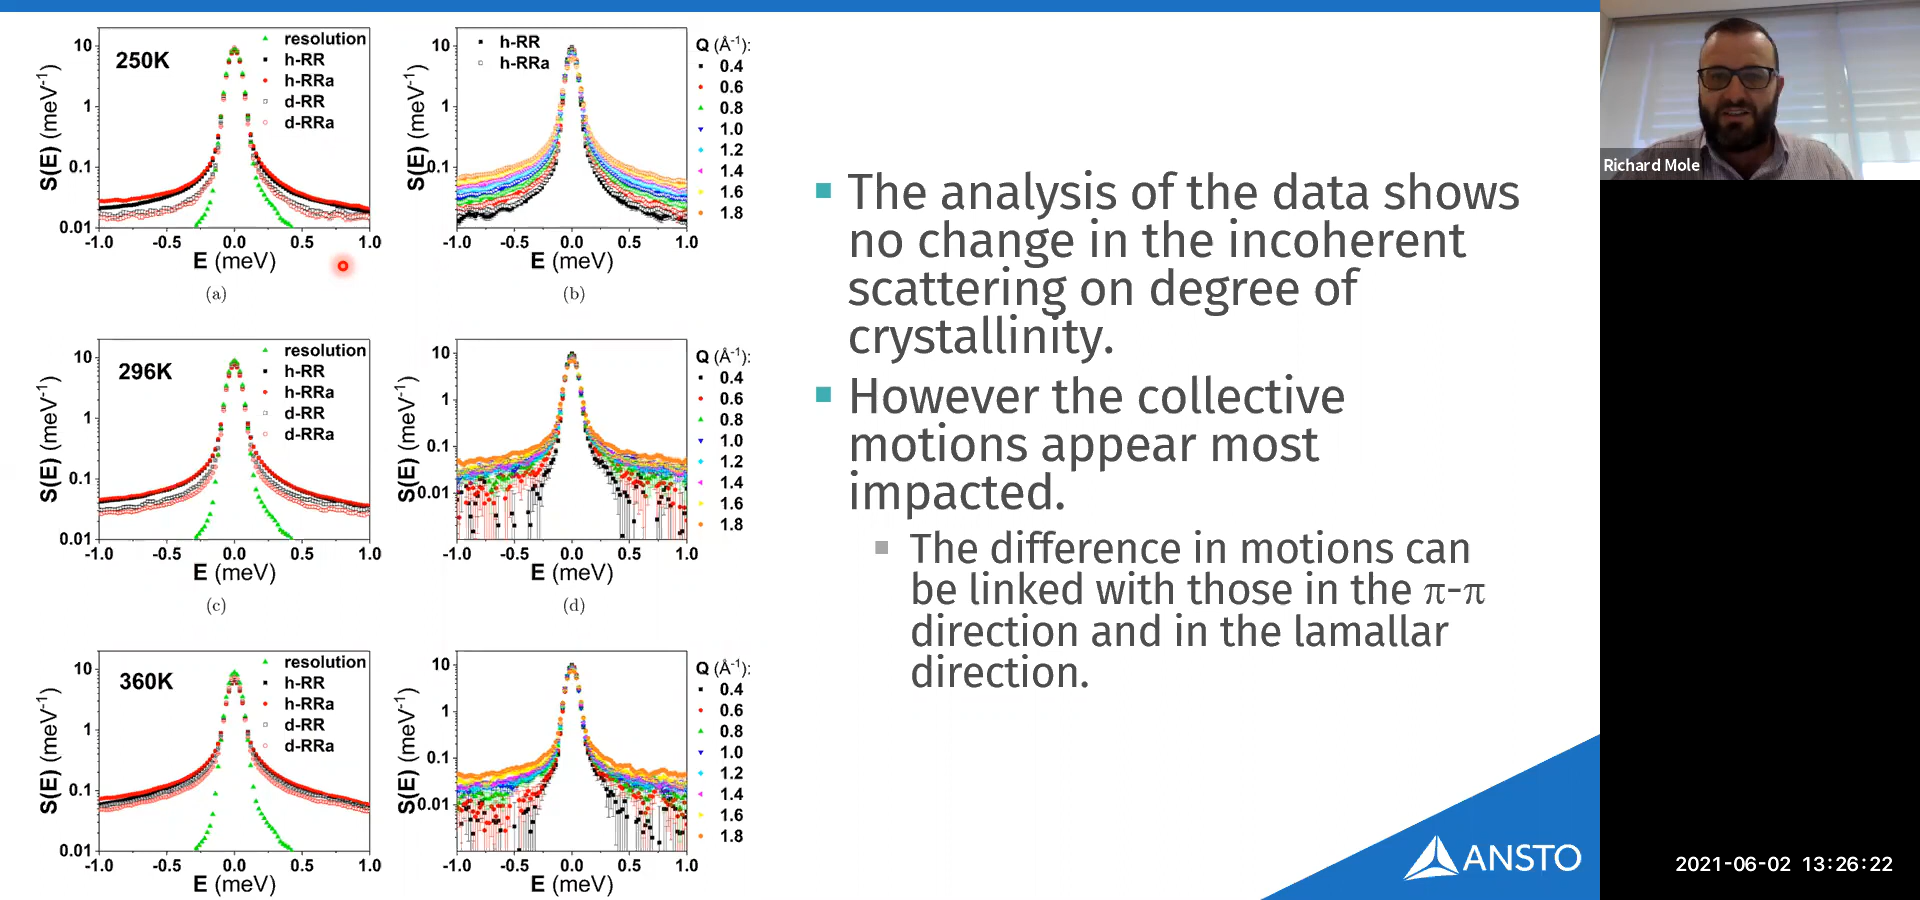 250K
S(E) (meV-1)
10
1
0.1
0.01
resolution
h-RR
h-RRa
d-RR
d-RRa
-1.0 -0.5 0.0 0.5 1.0
E (meV)
(a)
S(E) (meV-1)
10
1
0.1
h-RR
h-RRa
Q (Å-1):
0.4
0.6
0.8
1.0
1.2
1.4
1.6
1.8
-1.0 -0.5 0.0 0.5 1.0
E (meV)
(b)
296K
S(E) (meV-1)
10
1
0.1
0.01
resolution
h-RR
h-RRa
d-RR
d-RRa
-1.0 -0.5 0.0 0.5 1.0
E (meV)
(c)
S(E) (meV-1)
10
1
0.1
0.01
Q (Å-1):
0.4
0.6
0.8
1.0
1.2
1.4
1.6
1.8
-1.0 -0.5 0.0 0.5 1.0
E (meV)
(d)
360K
S(E) (meV-1)
10
1
0.1
0.01
resolution
h-RR
h-RRa
d-RR
d-RRa
-1.0 -0.5 0.0 0.5 1.0
E (meV)
S(E) (meV-1)
10
1
0.1
0.01
Q (Å-1):
0.4
0.6
0.8
1.0
1.2
1.4
1.6
1.8
-1.0 -0.5 0.0 0.5 1.0
E (meV)
The analysis of the data shows
no change in the incoherent
scattering on degree of
crystallinity.
However the collective
motions appear most
impacted.
The difference in motions can
be linked with those in the π-π
direction and in the lamallar
direction.
ANSTO
Richard Mole
2021-06-02 13:26:22